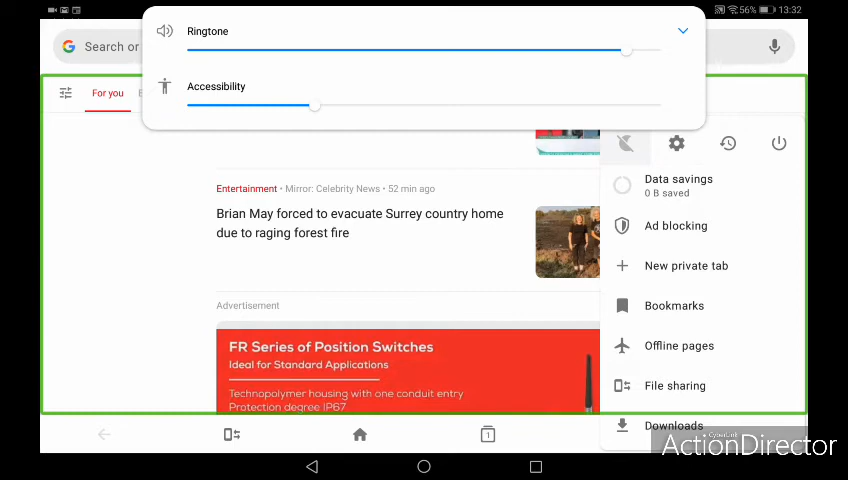 56% 13:32
Ringtone
Search or
Accessibility
For you
Data savings
0 B saved
Entertainment • Mirror: Celebrity News • 52 min ago
Brian May forced to evacuate Surrey country home
due to raging forest fire
Ad blocking
New private tab
Bookmarks
Advertisement
FR Series of Position Switches
Ideal for Standard Applications
Technopolymer housing with one conduit entry
Protection degree IP67
Offline pages
File sharing
Downloads
1
CyberLink
ActionDirector